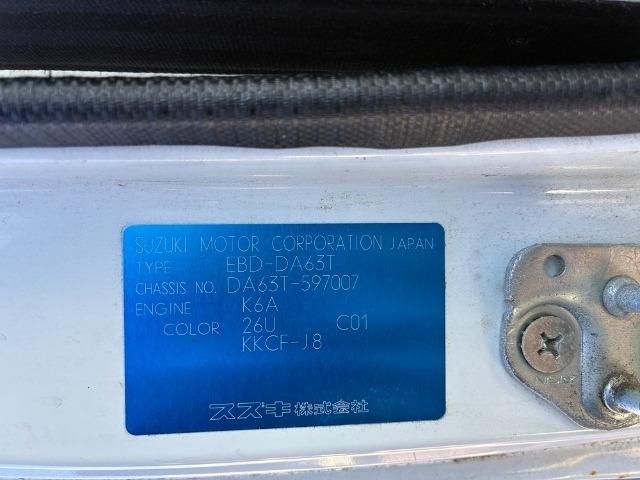 SUZUKI MOTOR CORPORATION JAPAN
TYPE EBD-DA63T
CHASSIS NO. DA63T-597007
ENGINE K6A
COLOR 26U C01
KKCF-J8
スズキ株式会社